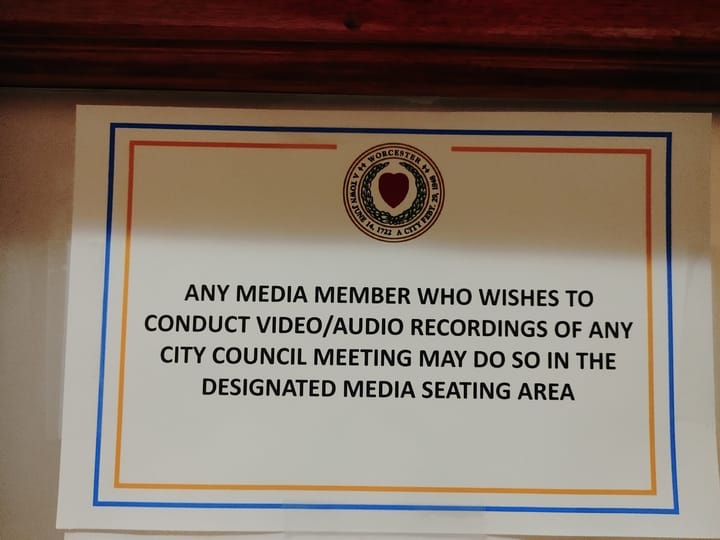 WORCESTER
A TOWN JUNE 14, 1722 A CITY FEBY. 29, 1848
ANY MEDIA MEMBER WHO WISHES TO
CONDUCT VIDEO/AUDIO RECORDINGS OF ANY
CITY COUNCIL MEETING MAY DO SO IN THE
DESIGNATED MEDIA SEATING AREA